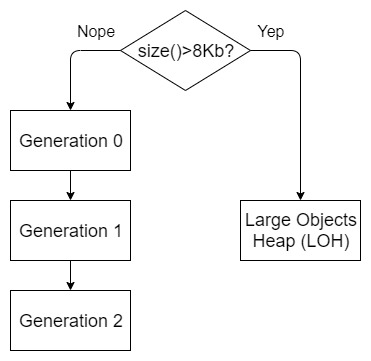 Nope
Yep
size()>8Kb?
Generation 0
Generation 1
Large Objects
Heap (LOH)
Generation 2